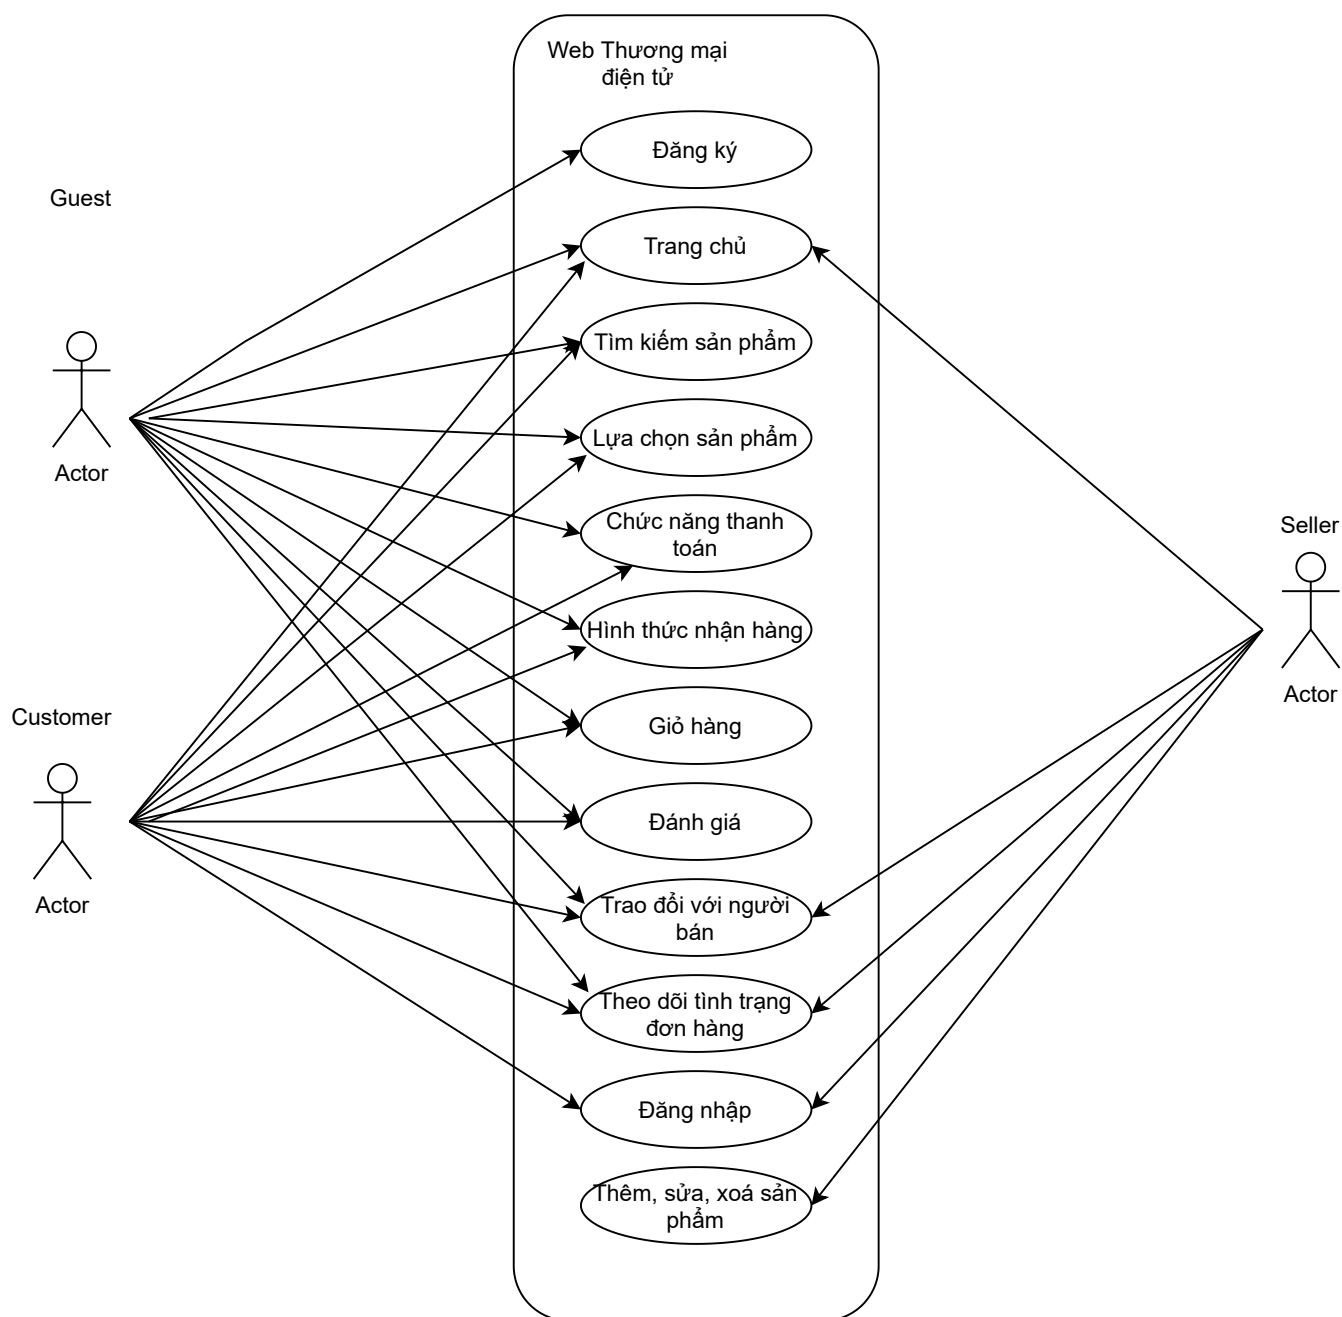 Web Thương mại
điện tử
Đăng ký
Guest
Trang chủ
Tìm kiếm sản phẩm
Lựa chọn sản phẩm
Actor
Chức năng thanh
toán
Seller
Hình thức nhận hàng
Actor
Customer
Giỏ hàng
Đánh giá
Actor
Trao đổi với người
bán
Theo dõi tình trạng
đơn hàng
Đăng nhập
Thêm, sửa, xoá sản
phẩm